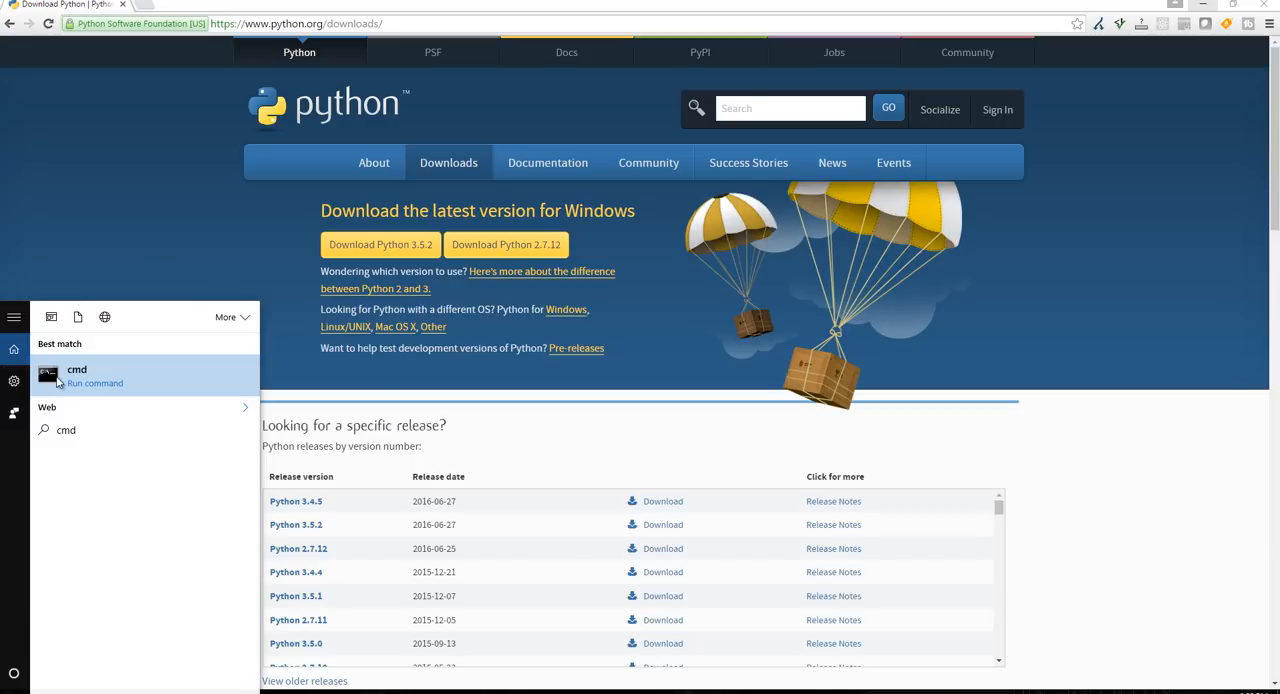 Download Python | Pytho
Python Software Foundation [US] https://www.python.org/downloads/
Python PSF Docs PyPI Jobs Community
python™
Search GO Socialize Sign In
About Downloads Documentation Community Success Stories News Events
Download the latest version for Windows
Download Python 3.5.2 Download Python 2.7.12
Wondering which version to use? Here's more about the difference
between Python 2 and 3.
Looking for Python with a different OS? Python for Windows,
Linux/UNIX, Mac OS X, Other
Want to help test development versions of Python? Pre-releases
More
Best match
cmd
Run command
Web
cmd
Looking for a specific release?
Python releases by version number:
Release version Release date Click for more
Python 3.4.5 2016-06-27 Download Release Notes
Python 3.5.2 2016-06-27 Download Release Notes
Python 2.7.12 2016-06-25 Download Release Notes
Python 3.4.4 2015-12-21 Download Release Notes
Python 3.5.1 2015-12-07 Download Release Notes
Python 2.7.11 2015-12-05 Download Release Notes
Python 3.5.0 2015-09-13 Download Release Notes
View older releases